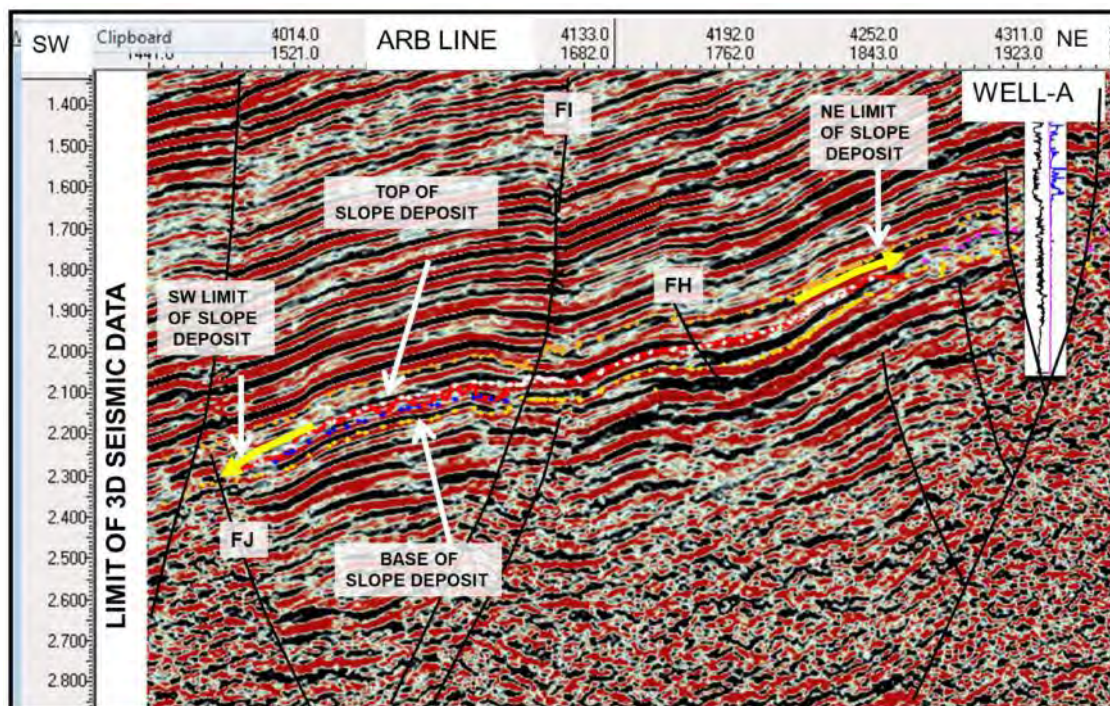 SW
Clipboard
4014.0
ARB LINE
4133.0
4192.0
4252.0
4311.0
NE
1441.0
1521.0
1682.0
1762.0
1843.0
1923.0
WELL-A
FI
NE LIMIT
OF SLOPE
DEPOSIT
TOP OF
SLOPE DEPOSIT
FH
SW LIMIT
OF SLOPE
DEPOSIT
FJ
BASE OF
SLOPE DEPOSIT
LIMIT OF 3D SEISMIC DATA
1.400
1.500
1.600
1.700
1.800
1.900
2.000
2.100
2.200
2.300
2.400
2.500
2.600
2.700
2.800